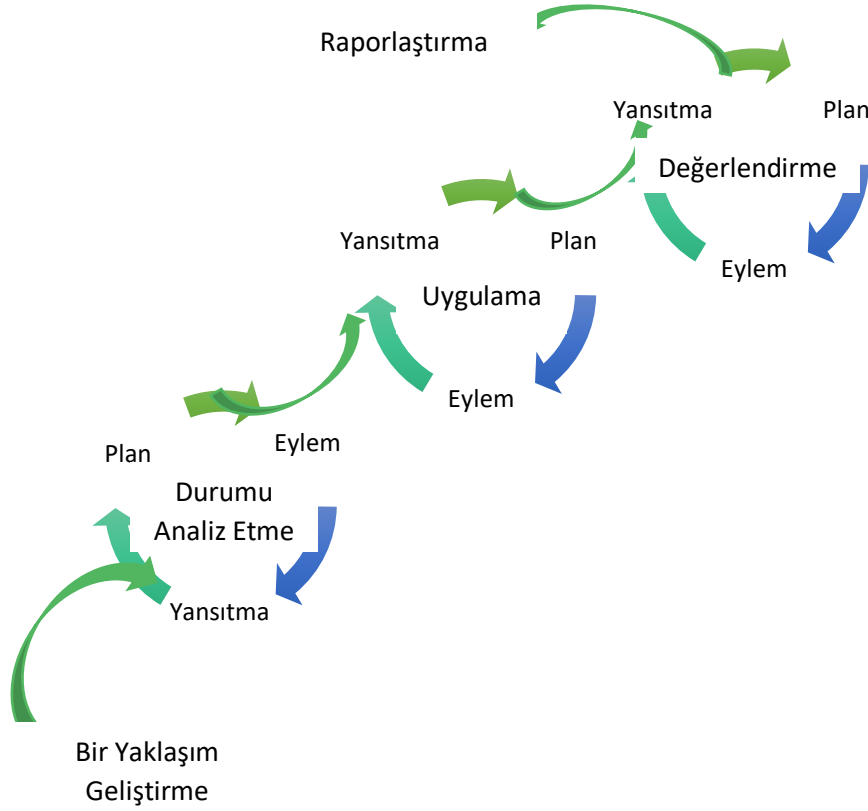 Raporlaştırma
Yansıtma
Plan
Değerlendirme
Eylem
Yansıtma
Plan
Uygulama
Eylem
Plan
Eylem
Durumu
Analiz Etme
Yansıtma
Bir Yaklaşım
Geliştirme